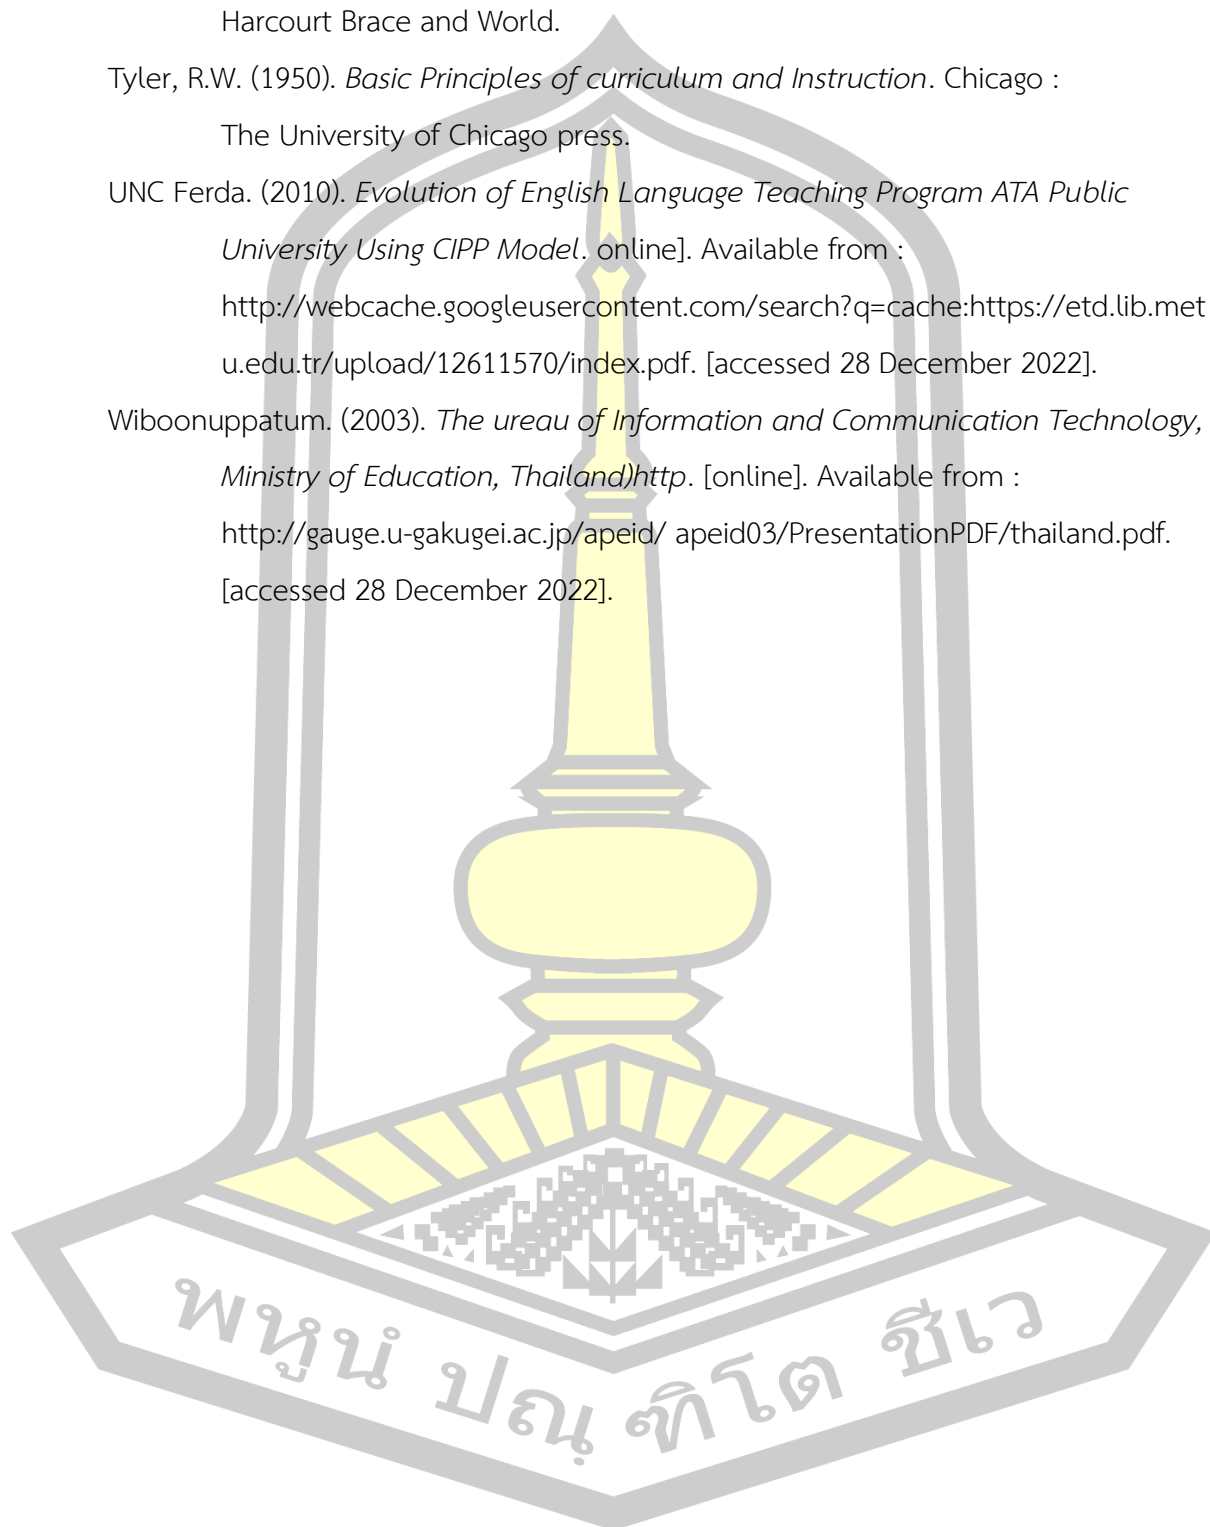 Harcourt Brace and World.
Tyler, R.W. (1950). Basic Principles of curriculum and Instruction. Chicago :
The University of Chicago press.
UNC Ferda. (2010). Evolution of English Language Teaching Program ATA Public
University Using CIPP Model. online]. Available from :
http://webcache.googleusercontent.com/search?q=cache:https://etd.lib.met
u.edu.tr/upload/12611570/index.pdf. [accessed 28 December 2022].
Wiboonuppatum. (2003). The ureau of Information and Communication Technology,
Ministry of Education, Thailand)http. [online]. Available from :
http://gauge.u-gakugei.ac.jp/apeid/ apeid03/PresentationPDF/thailand.pdf.
[accessed 28 December 2022].
พหูนํ ปณฺฑิโต ชีเว